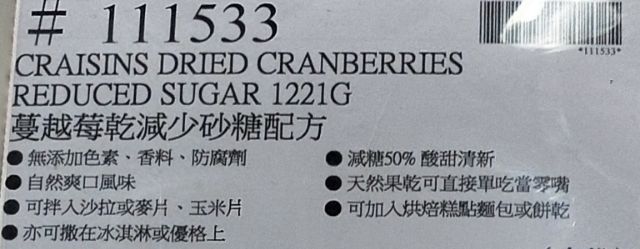 # 111533
*111533*
CRAISINS DRIED CRANBERRIES
REDUCED SUGAR 1221G
蔓越莓乾減少砂糖配方
● 無添加色素、香料、防腐劑
● 自然爽口風味
● 可拌入沙拉或麥片、玉米片
● 亦可撒在冰淇淋或優格上
● 減糖50% 酸甜清新
● 天然果乾可直接單吃當零嘴
● 可加入烘焙糕點麵包或餅乾